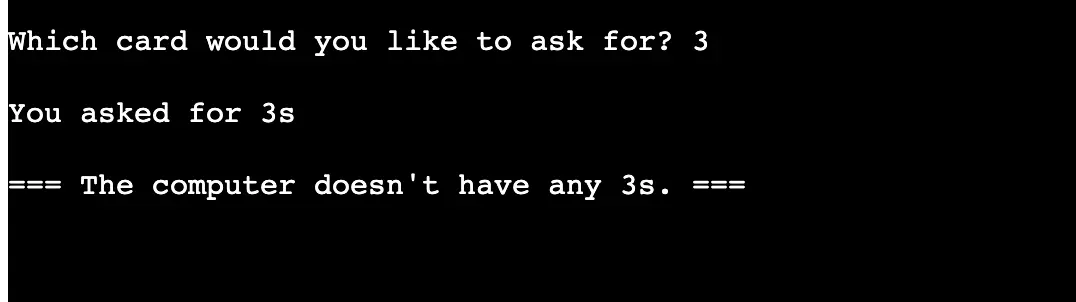 Which card would you like to ask for? 3
You asked for 3s
=== The computer doesn't have any 3s. ===